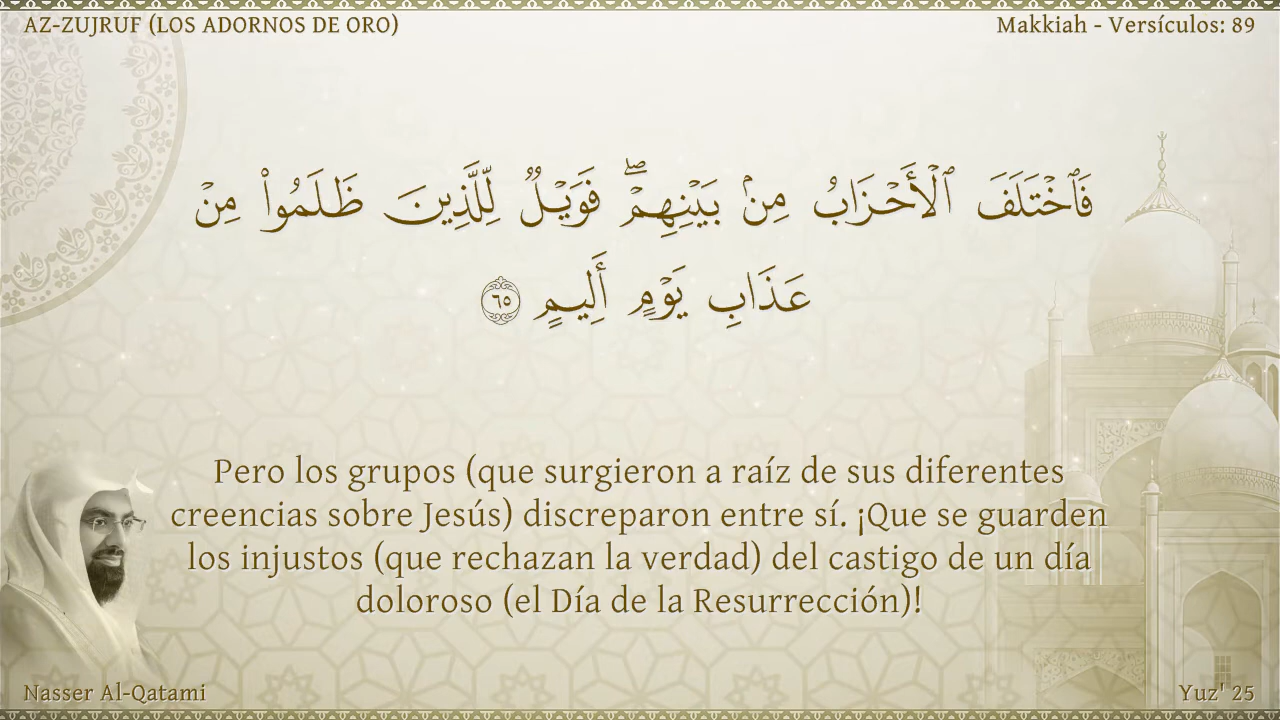 AZ-ZUJRUF (LOS ADORNOS DE ORO)
Makkiah - Versículos: 89
فَٱخْتَلَفَ ٱلْأَحْزَابُ مِنۢ بَيْنِهِمْ ۖ فَوَيْلٌ لِّلَّذِينَ ظَلَمُوا۟ مِنْ
عَذَابِ يَوْمٍ أَلِيمٍ ٦٥
Pero los grupos (que surgieron a raíz de sus diferentes
creencias sobre Jesús) discreparon entre sí. ¡Que se guarden
los injustos (que rechazan la verdad) del castigo de un día
doloroso (el Día de la Resurrección)!
Nasser Al-Qatami
Yuz' 25